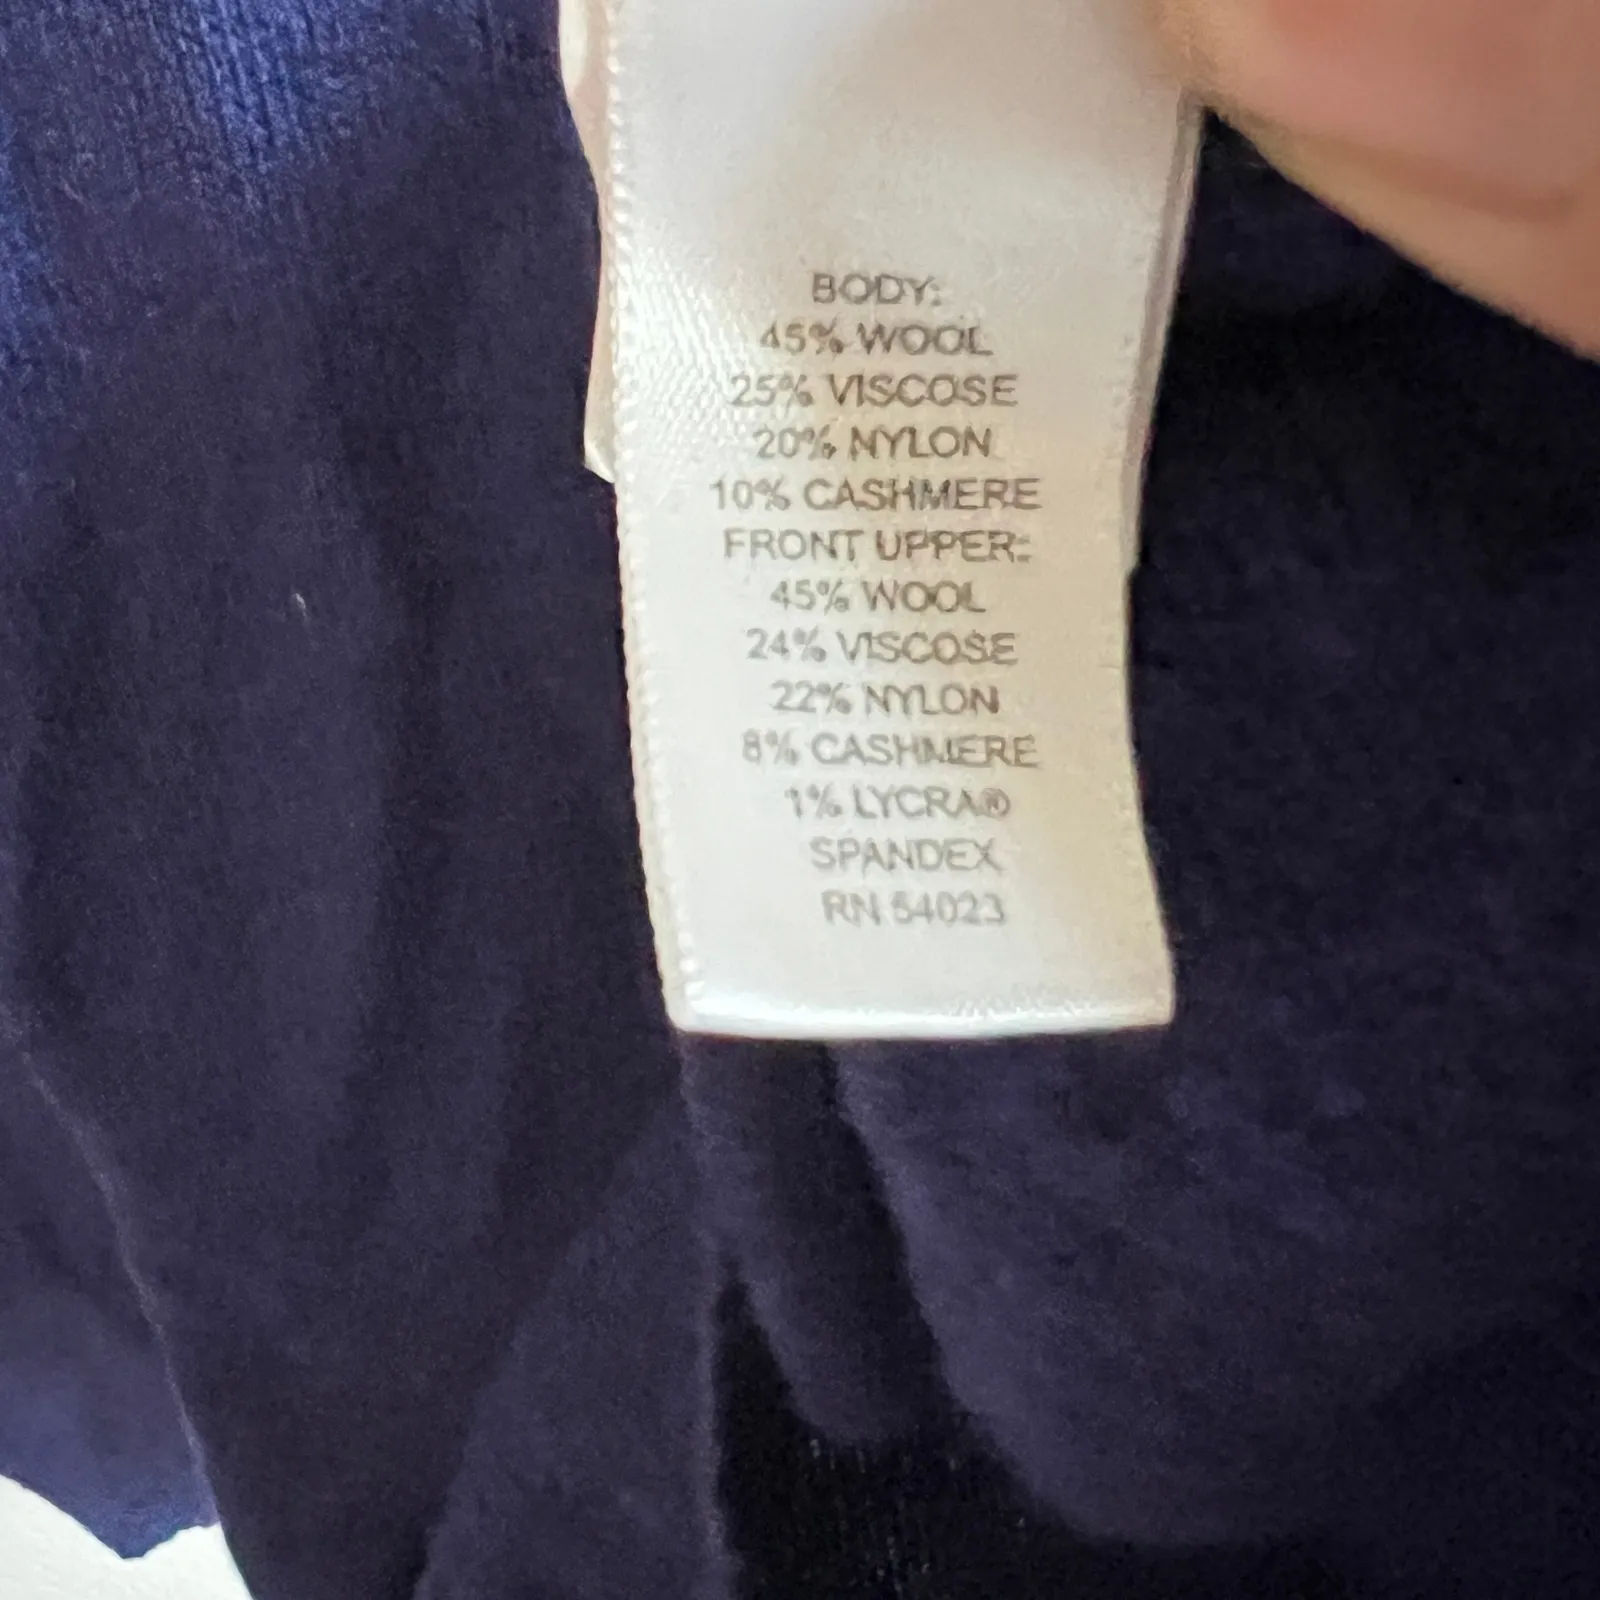 BODY:
45% WOOL
25% VISCOSE
20% NYLON
10% CASHMERE
FRONT UPPER:
45% WOOL
24% VISCOSE
22% NYLON
8% CASHMERE
1% LYCRA®
SPANDEX
RN 54023